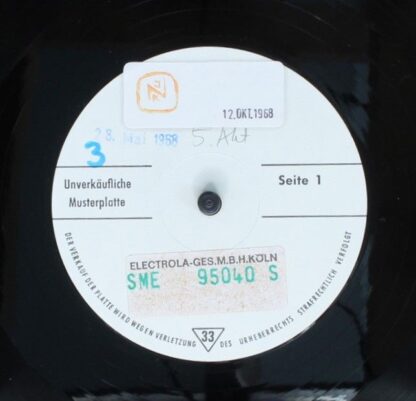 12.OKT.1968
28. MAI 1968
5. Akt
3
Unverkäufliche
Musterplatte
Seite 1
ELECTROLA-GES.M.B.H.KÖLN
SME 95040 S
DER VERKAUF DER PLATTE WIRD WEGEN VERLETZUNG DES URHEBERRECHTS STRAFRECHTLICH VERFOLGT
33